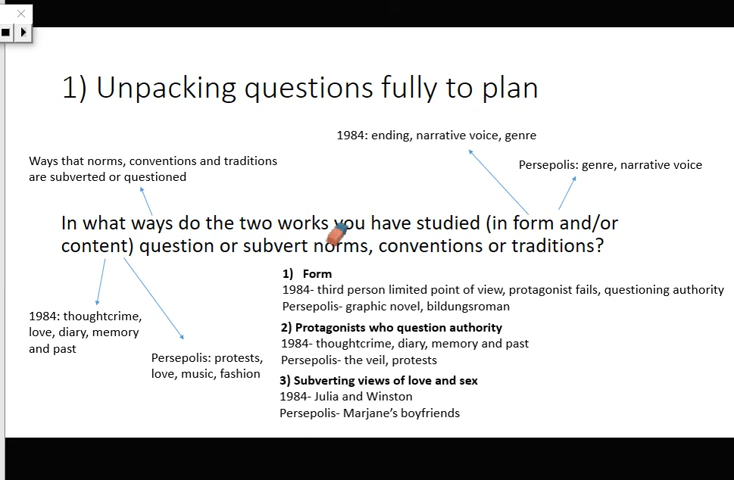 1) Unpacking questions fully to plan
1984: ending, narrative voice, genre
Ways that norms, conventions and traditions
are subverted or questioned
Persepolis: genre, narrative voice
In what ways do the two works you have studied (in form and/or
content) question or subvert norms, conventions or traditions?
1) Form
1984- third person limited point of view, protagonist fails, questioning authority
Persepolis- graphic novel, bildungsroman
1984: thoughtcrime,
love, diary, memory
and past
Persepolis: protests,
love, music, fashion
2) Protagonists who question authority
1984- thoughtcrime, diary, memory and past
Persepolis- the veil, protests
3) Subverting views of love and sex
1984- Julia and Winston
Persepolis- Marjane's boyfriends